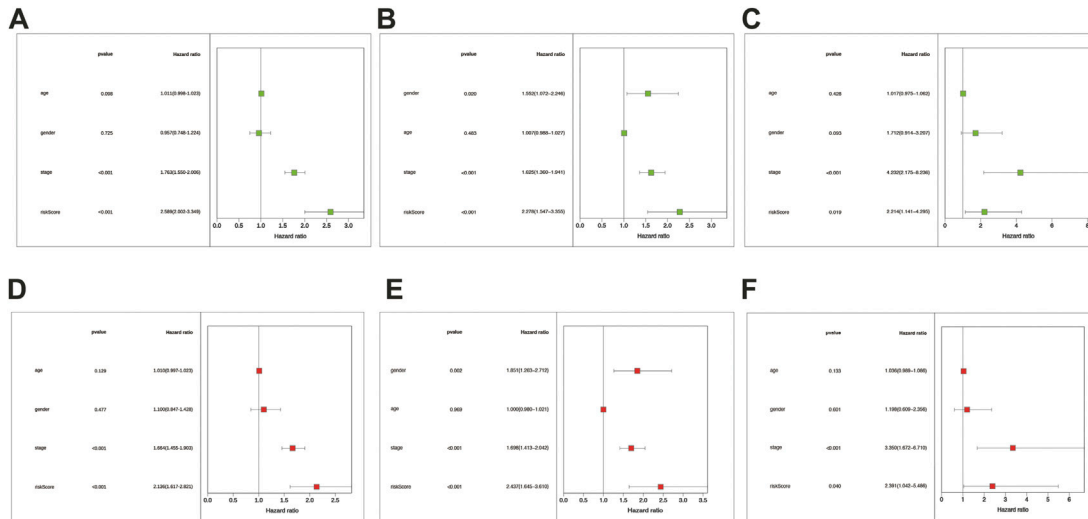 A
pvalue Hazard ratio
age 0.098 1.011(0.998-1.023)
gender 0.725 0.957(0.748-1.224)
stage <0.001 1.763(1.550-2.006)
riskScore <0.001 2.589(2.002-3.349)
0.0 0.5 1.0 1.5 2.0 2.5 3.0
Hazard ratio
B
pvalue Hazard ratio
gender 0.020 1.552(1.072−2.246)
age 0.483 1.007(0.988−1.027)
stage <0.001 1.625(1.360−1.941)
riskScore <0.001 2.278(1.547−3.355)
0.0 0.5 1.0 1.5 2.0 2.5 3.0
Hazard ratio
C
pvalue Hazard ratio
age 0.428 1.017(0.975−1.062)
gender 0.093 1.712(0.914−3.207)
stage <0.001 4.232(2.175−8.236)
riskScore 0.019 2.214(1.141−4.295)
0 2 4 6 8
Hazard ratio
D
pvalue Hazard ratio
age 0.129 1.010(0.997-1.023)
gender 0.477 1.100(0.847-1.428)
stage <0.001 1.664(1.455-1.903)
riskScore <0.001 2.136(1.617-2.821)
0.0 0.5 1.0 1.5 2.0 2.5
Hazard ratio
E
pvalue Hazard ratio
gender 0.002 1.851(1.263−2.712)
age 0.969 1.000(0.980−1.021)
stage <0.001 1.698(1.413−2.042)
riskScore <0.001 2.437(1.645−3.610)
0.0 0.5 1.0 1.5 2.0 2.5 3.0 3.5
Hazard ratio
F
pvalue Hazard ratio
age 0.133
gender 1.198(0.609−2.358)
stage <0.001 3.350(1.672−6.710)
riskScore 0.040 2.391(1.042−5.486)
0 1 2 3 4 5 6
Hazard ratio